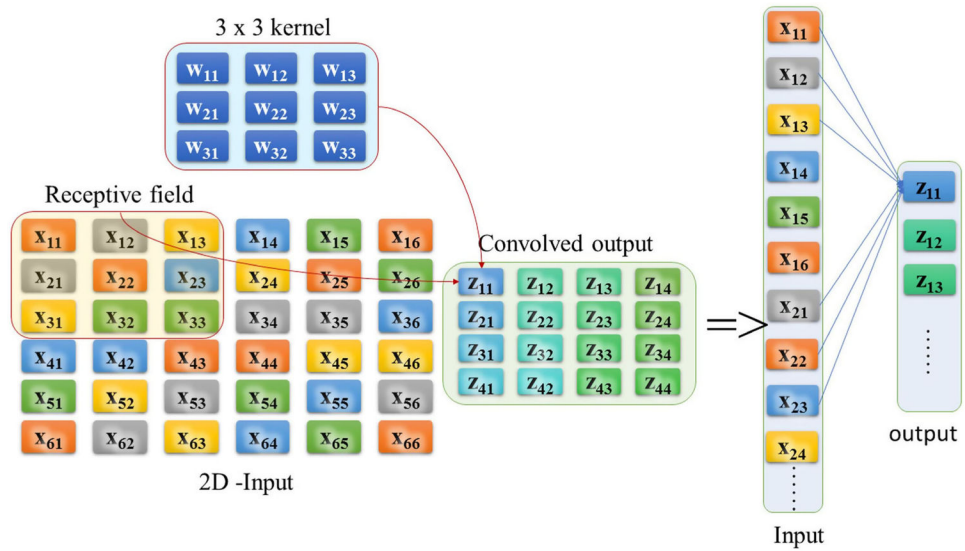 3 x 3 kernel
w11 w12 w13
w21 w22 w23
w31 w32 w33
Receptive field
x11 x12 x13 x14 x15 x16
x21 x22 x23 x24 x25 x26
x31 x32 x33 x34 x35 x36
x41 x42 x43 x44 x45 x46
x51 x52 x53 x54 x55 x56
x61 x62 x63 x64 x65 x66
2D -Input
Convolved output
z11 z12 z13 z14
z21 z22 z23 z24
z31 z32 z33 z34
z41 z42 z43 z44
x11
x12
x13
x14
x15
x16
x21
x22
x23
x24
Input
z11
z12
z13
output